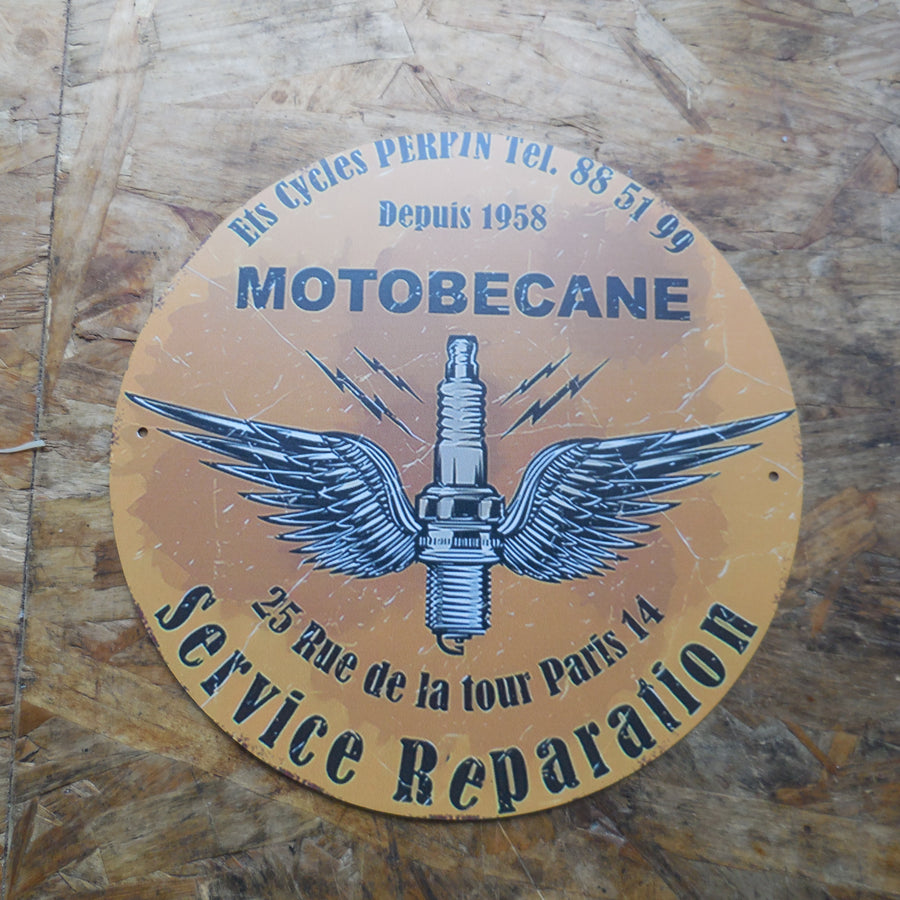 Ets Cycles PERPIN Tel. 88 51 99
Depuis 1958
MOTOBECANE
25 Rue de la tour Paris 14
Service Reparation